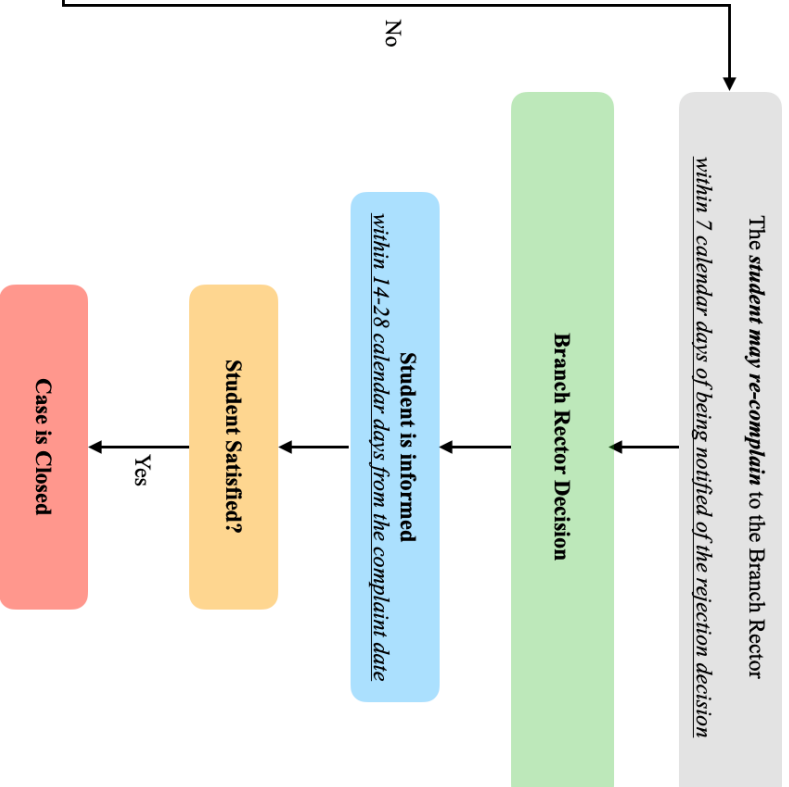 No
The student may re-complain to the Branch Rector
within 7 calendar days of being notified of the rejection decision
Branch Rector Decision
Student is informed
within 14-28 calendar days from the complaint date
Student Satisfied?
Yes
Case is Closed